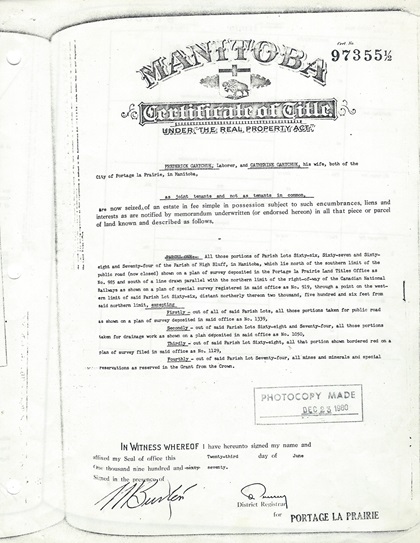 Cert. No.
97355½
MANITOBA
Certificate of Title
UNDER "THE REAL PROPERTY ACT"
FREDERICK GARTCHUK, Laborer, and CATHERINE GARTCHUK, his wife, both of the
City of Portage la Prairie, in Manitoba,
as joint tenants and not as tenants in common,
are now seized, of an estate in fee simple in possession subject to such encumbrances, liens and
interests as are notified by memorandum underwritten (or endorsed hereon) in all that piece or parcel
of land known and described as follows,
All those portions of Parish Lots Sixty-six, Sixty-seven and Sixty-
eight and Seventy-four of the Parish of High Bluff, in Manitoba, which lie north of the southern limit of the
public road (now closed) shown on a plan of survey deposited in the Portage la Prairie Land Titles Office as
No. 985 and south of a line drawn parallel with the northern limit of the right-of-way of the Canadian National
Railways as shown on a plan of special survey registered in said office as No. 519, through a point on the west-
ern limit of said Parish Lot Sixty-six, distant northerly thereon two thousand, five hundred and six feet from
said northern limit, excepting
Firstly - out of all of said Parish Lots, all those portions taken for public road
as shown on a plan of survey deposited in said office as No. 1339,
Secondly - out of said Parish Lots Sixty-eight and Seventy-four, all those portions
taken for drainage work as shown on a plan deposited in said office as No. 1050,
Thirdly - out of said Parish Lot Sixty-eight, all that portion shown bordered red on a
plan of survey filed in said office as No. 1129,
Fourthly - out of said Parish Lot Seventy-four, all mines and minerals and special
reservations as reserved in the Grant from the Crown.
PHOTOCOPY MADE
DEC 23 1980
IN WITNESS WHEREOF I have hereunto signed my name and
affixed my Seal of office this Twenty-third day of June
One thousand nine hundred and sixty seventy.
Signed in the presence of
District Registrar
for PORTAGE LA PRAIRIE